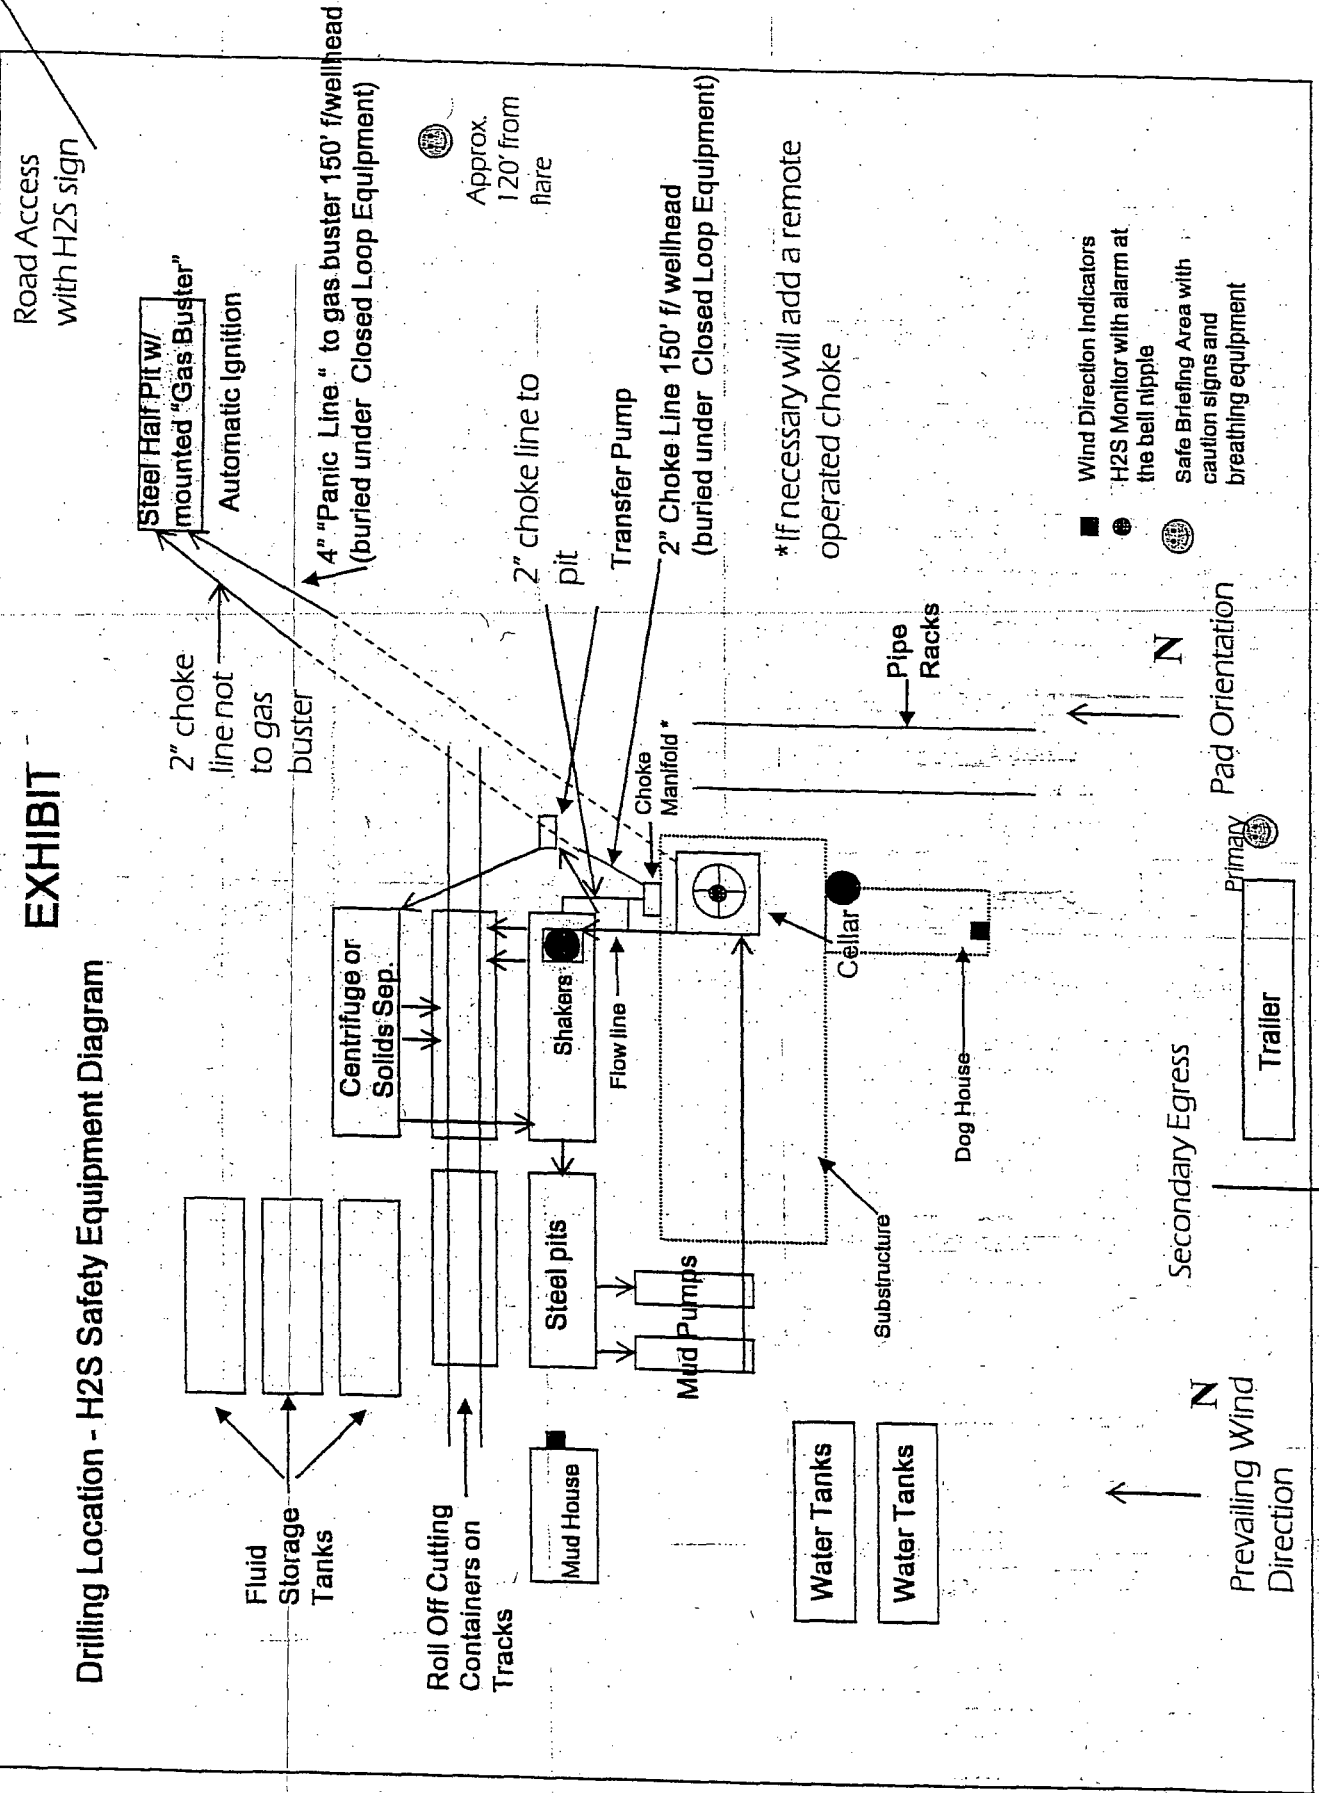 EXHIBIT
Drilling Location - H2S Safety Equipment Diagram
Road Access
with H2S sign
Steel Half Pit w/
mounted "Gas Buster"
Automatic Ignition
2" choke
line not
to gas
buster
4" "Panic Line" to gas buster 150' f/wellhead
(buried under Closed Loop Equipment)
Approx.
120' from
flare
Fluid
Storage
Tanks
Centrifuge or
Solids Sep.
Roll Off Cutting
Containers on
Tracks
2" choke line to
pit
Transfer Pump
2" Choke Line 150' f/ wellhead
(buried under Closed Loop Equipment)
Mud House
Steel pits
Shakers
Flow line
Choke
Manifold*
Mud Pumps
*If necessary will add a remote
operated choke
Water Tanks
Water Tanks
Substructure
Cellar
Dog House
Pipe
Racks
Wind Direction Indicators
H2S Monitor with alarm at
the bell nipple
Safe Briefing Area with
caution signs and
breathing equipment
N
Prevailing Wind
Direction
Secondary Egress
Trailer
Primary
N
Pad Orientation